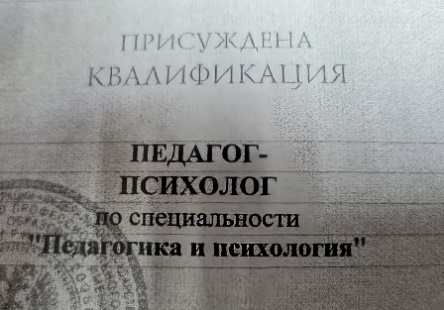 ПРИСУЖДЕНА
КВАЛИФИКАЦИЯ
ПЕДАГОГ-
ПСИХОЛОГ
по специальности
"Педагогика и психология"